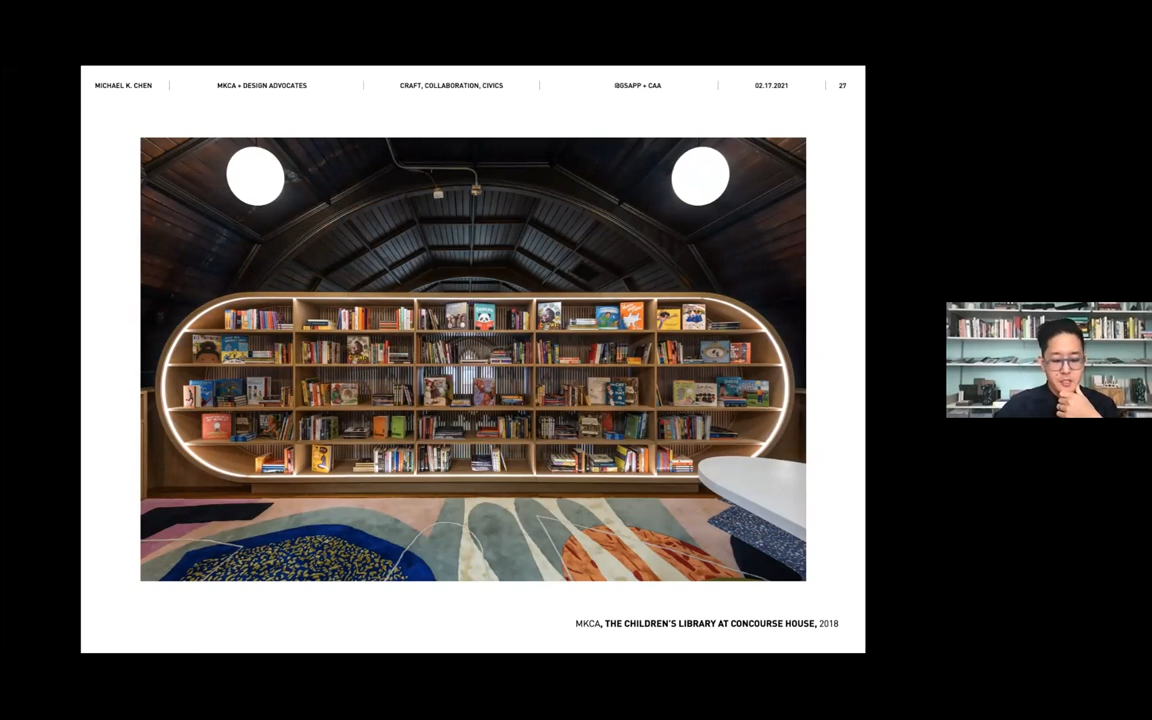 MICHAEL K. CHEN
MKCA + DESIGN ADVOCATES
CRAFT, COLLABORATION, CIVICS
@GSAPP + CAA
02.17.2021
27
MKCA, THE CHILDREN'S LIBRARY AT CONCOURSE HOUSE, 2018